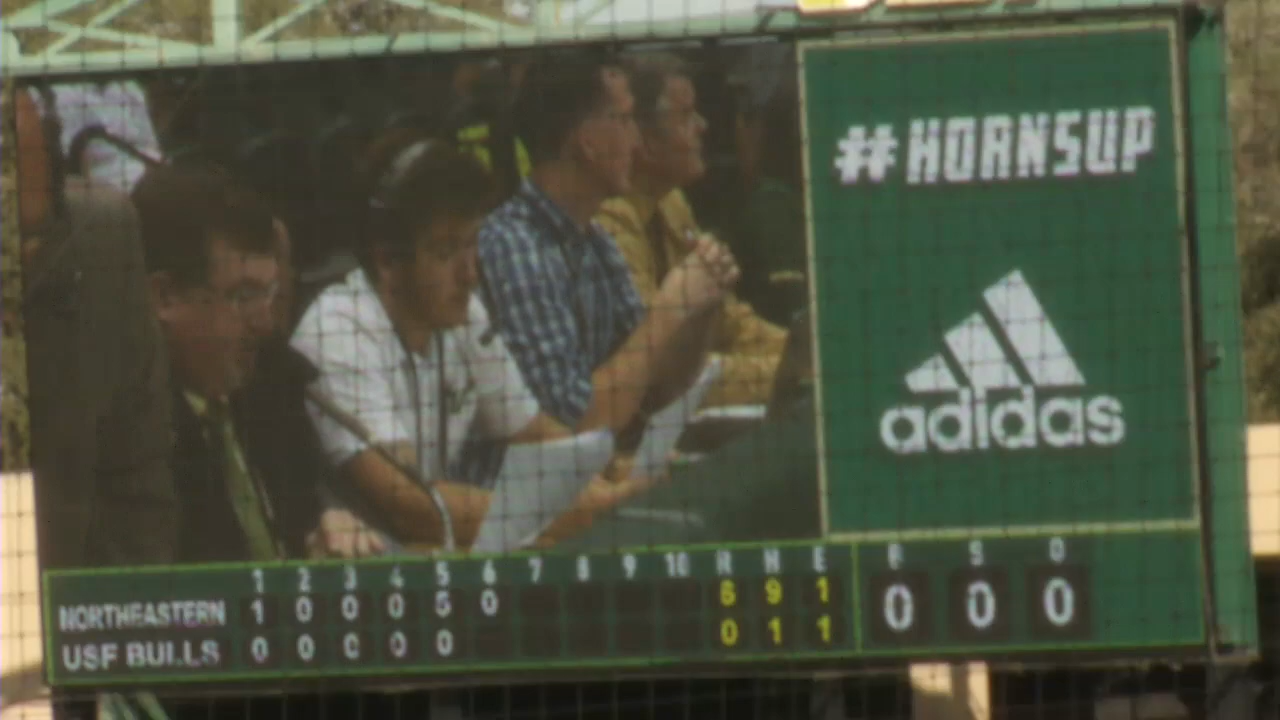 #HORNSUP
adidas
1 2 3 4 5 6 7 8 9 10 R H E B S O
NORTHEASTERN 1 0 0 0 5 0 6 9 1
USF BULLS 0 0 0 0 0 0 1 1
0 0 0